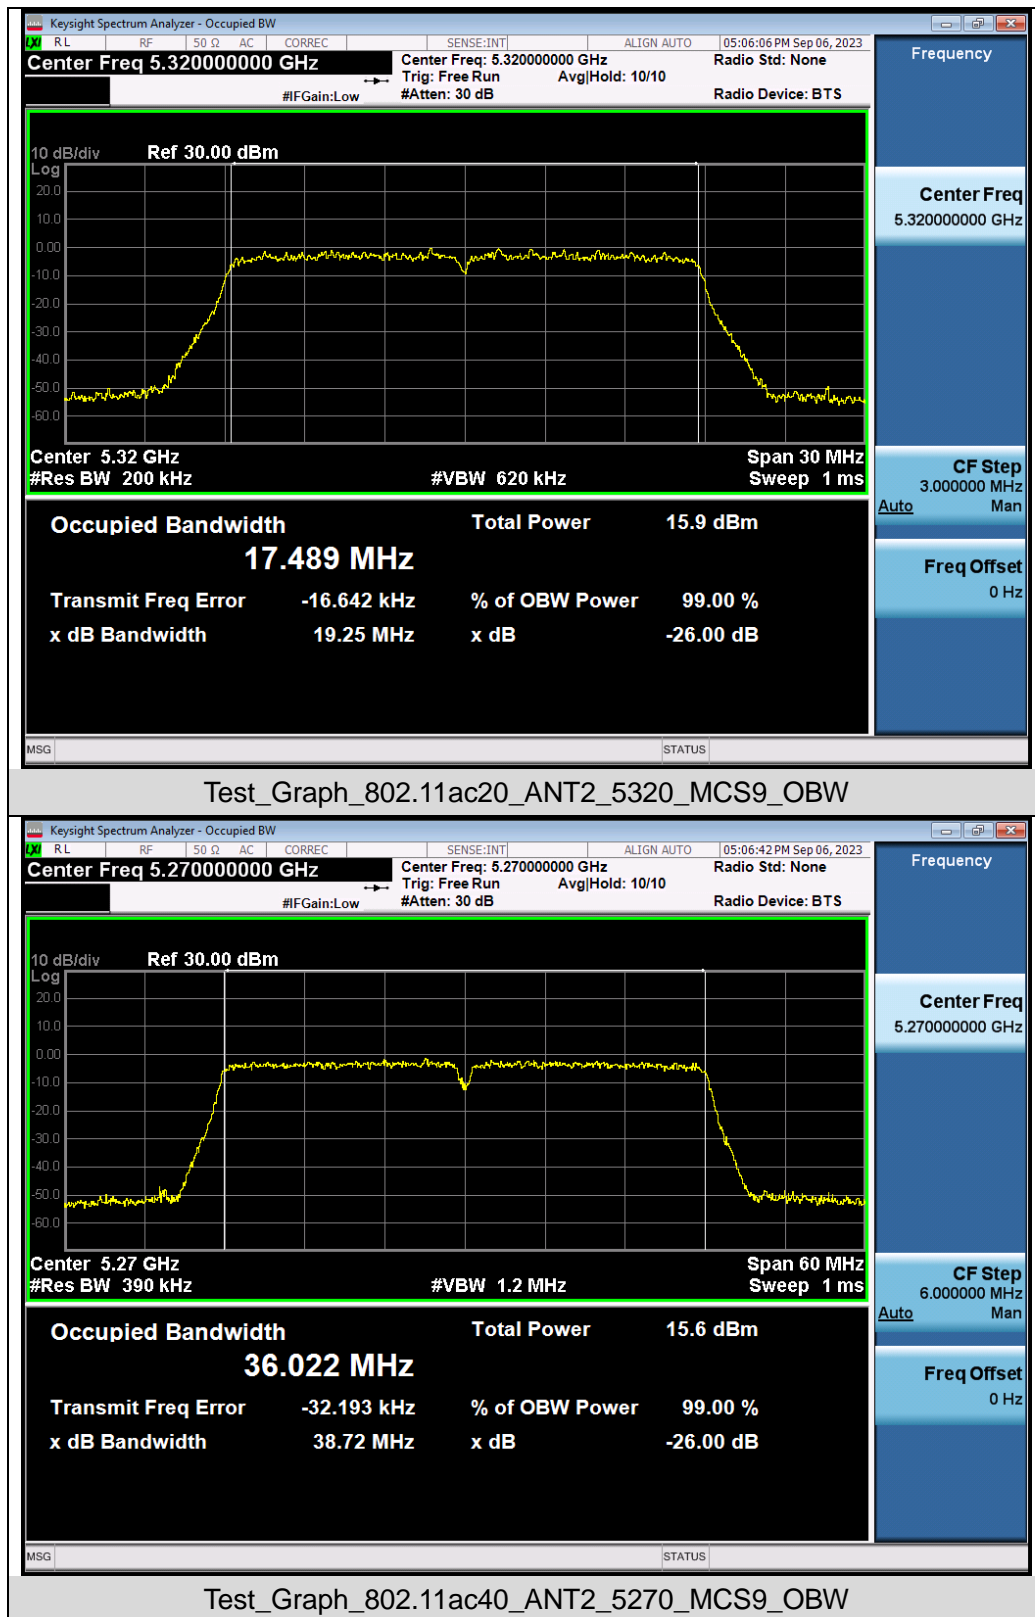 Keysight Spectrum Analyzer - Occupied BW
LXI RL RF 50 Ω AC CORREC SENSE:INT ALIGN AUTO 05:06:06 PM Sep 06, 2023
Center Freq 5.320000000 GHz
Center Freq: 5.320000000 GHz Radio Std: None
Trig: Free Run Avg|Hold: 10/10
#IFGain:Low #Atten: 30 dB Radio Device: BTS
Frequency
10 dB/div Ref 30.00 dBm
Log
20.0
10.0
0.00
-10.0
-20.0
-30.0
-40.0
-50.0
-60.0
Center 5.32 GHz Span 30 MHz
#Res BW 200 kHz #VBW 620 kHz Sweep 1 ms
Center Freq
5.320000000 GHz
CF Step
3.000000 MHz
Auto Man
Freq Offset
0 Hz
Occupied Bandwidth Total Power 15.9 dBm
17.489 MHz
Transmit Freq Error -16.642 kHz % of OBW Power 99.00 %
x dB Bandwidth 19.25 MHz x dB -26.00 dB
MSG STATUS
Test_Graph_802.11ac20_ANT2_5320_MCS9_OBW
Keysight Spectrum Analyzer - Occupied BW
LXI RL RF 50 Ω AC CORREC SENSE:INT ALIGN AUTO 05:06:42 PM Sep 06, 2023
Center Freq 5.270000000 GHz
Center Freq: 5.270000000 GHz Radio Std: None
Trig: Free Run Avg|Hold: 10/10
#IFGain:Low #Atten: 30 dB Radio Device: BTS
Frequency
10 dB/div Ref 30.00 dBm
Log
20.0
10.0
0.00
-10.0
-20.0
-30.0
-40.0
-50.0
-60.0
Center 5.27 GHz Span 60 MHz
#Res BW 390 kHz #VBW 1.2 MHz Sweep 1 ms
Center Freq
5.270000000 GHz
CF Step
6.000000 MHz
Auto Man
Freq Offset
0 Hz
Occupied Bandwidth Total Power 15.6 dBm
36.022 MHz
Transmit Freq Error -32.193 kHz % of OBW Power 99.00 %
x dB Bandwidth 38.72 MHz x dB -26.00 dB
MSG STATUS
Test_Graph_802.11ac40_ANT2_5270_MCS9_OBW